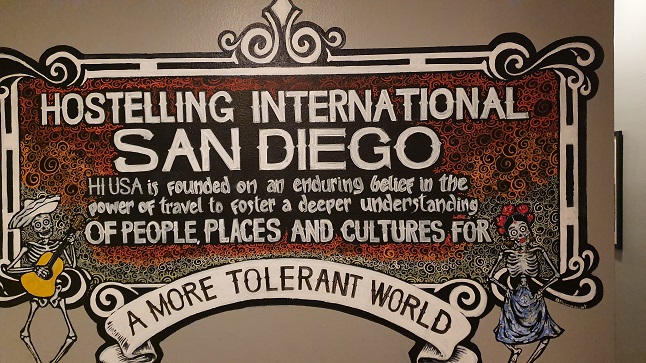 HOSTELLING INTERNATIONAL
SAN DIEGO
HI USA is founded on an enduring belief in the
power of travel to foster a deeper understanding
OF PEOPLE, PLACES AND CULTURES FOR
A MORE TOLERANT WORLD